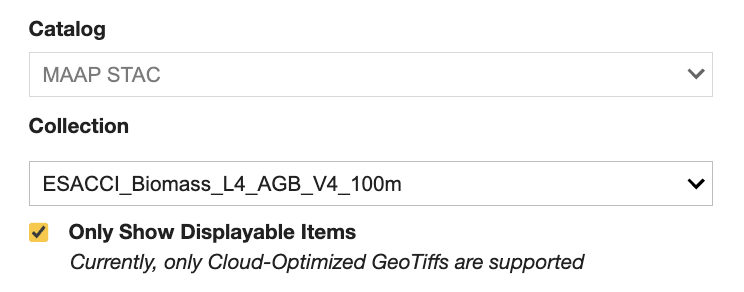 Catalog
MAAP STAC
Collection
ESACCI_Biomass_L4_AGB_V4_100m
Only Show Displayable Items
Currently, only Cloud-Optimized GeoTiffs are supported